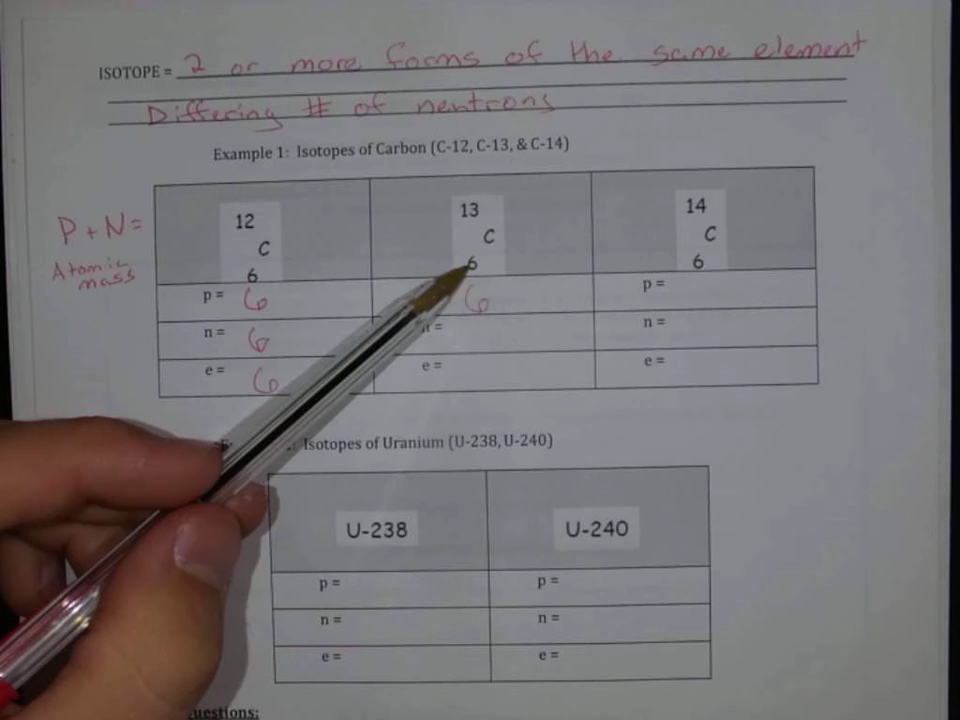 ISOTOPE = 2 or more forms of the same element
Differing # of neutrons
Example 1: Isotopes of Carbon (C-12, C-13, & C-14)
P + N =
Atomic
mass
12 13 14
C C C
6 6 6
p = 6 6 p =
n = 6 n = n =
e = 6 e = e =
: Isotopes of Uranium (U-238, U-240)
U-238 U-240
p = p =
n = n =
e = e =
uestions: